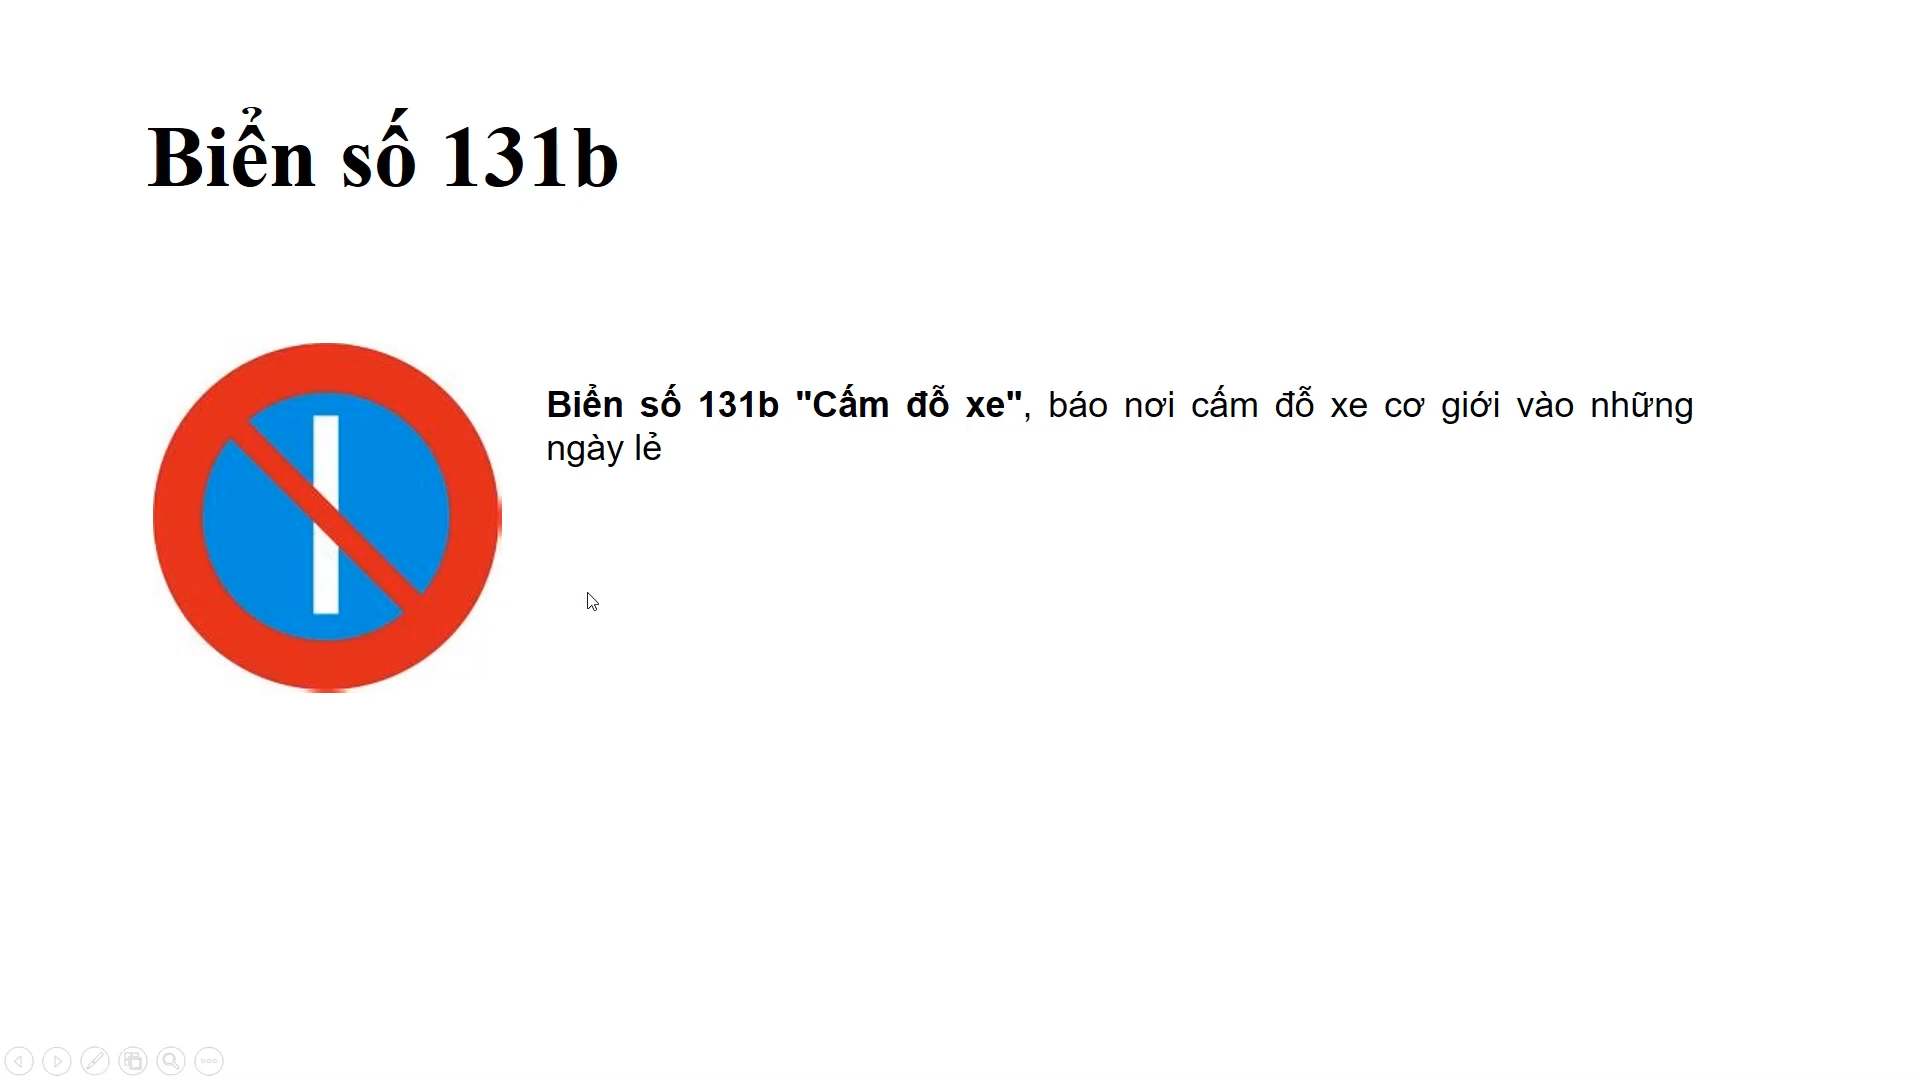 Biển số 131b
Biển số 131b "Cấm đỗ xe", báo nơi cấm đỗ xe cơ giới vào những
ngày lẻ